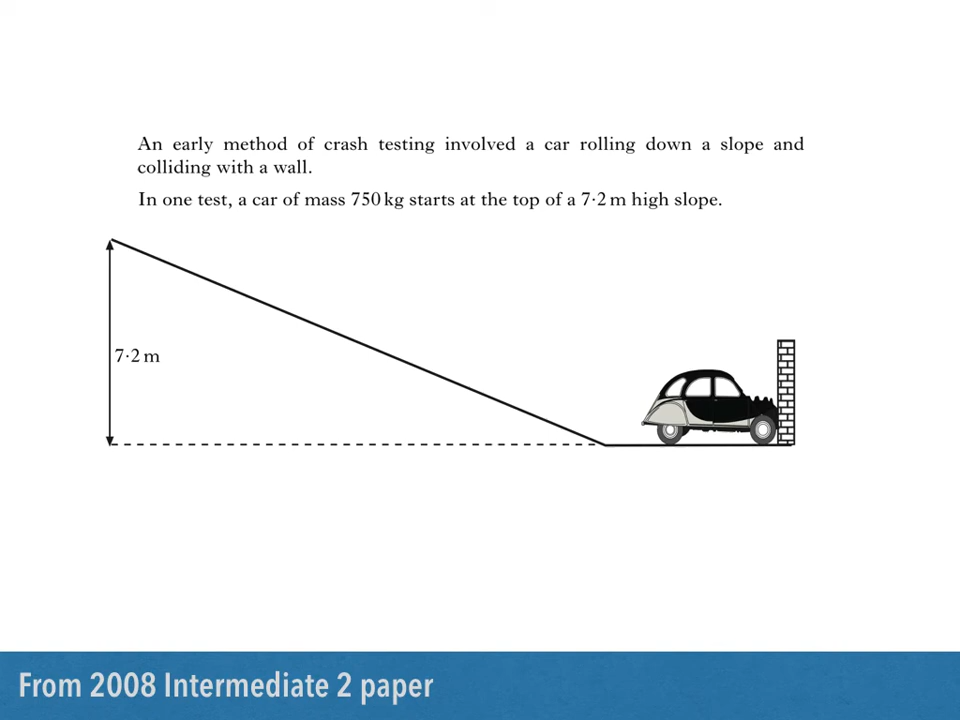 An early method of crash testing involved a car rolling down a slope and
colliding with a wall.
In one test, a car of mass 750 kg starts at the top of a 7·2 m high slope.
7·2 m
From 2008 Intermediate 2 paper